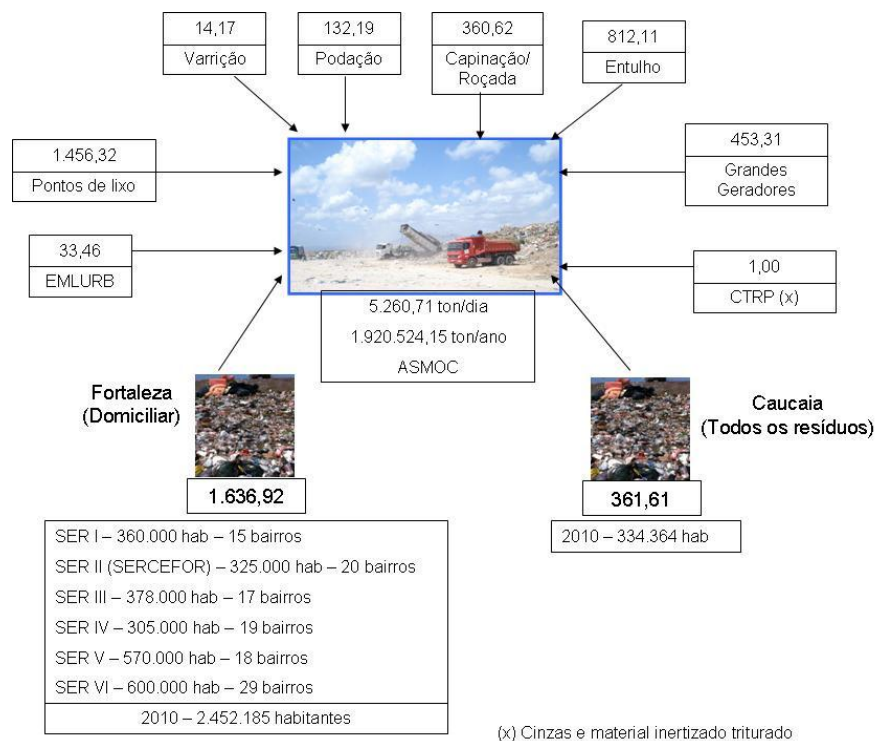 14,17
Varrição
132,19
Podação
360,62
Capinação/
Roçada
812,11
Entulho
1.456,32
Pontos de lixo
453,31
Grandes
Geradores
33,46
EMLURB
1,00
CTRP (x)
5.260,71 ton/dia
1.920.524,15 ton/ano
ASMOC
Fortaleza
(Domiciliar)
Caucaia
(Todos os resíduos)
1.636,92
361,61
SER I – 360.000 hab – 15 bairros
SER II (SERCEFOR) – 325.000 hab – 20 bairros
SER III – 378.000 hab – 17 bairros
SER IV – 305.000 hab – 19 bairros
SER V – 570.000 hab – 18 bairros
SER VI – 600.000 hab – 29 bairros
2010 – 2.452.185 habitantes
2010 – 334.364 hab
(x) Cinzas e material inertizado triturado